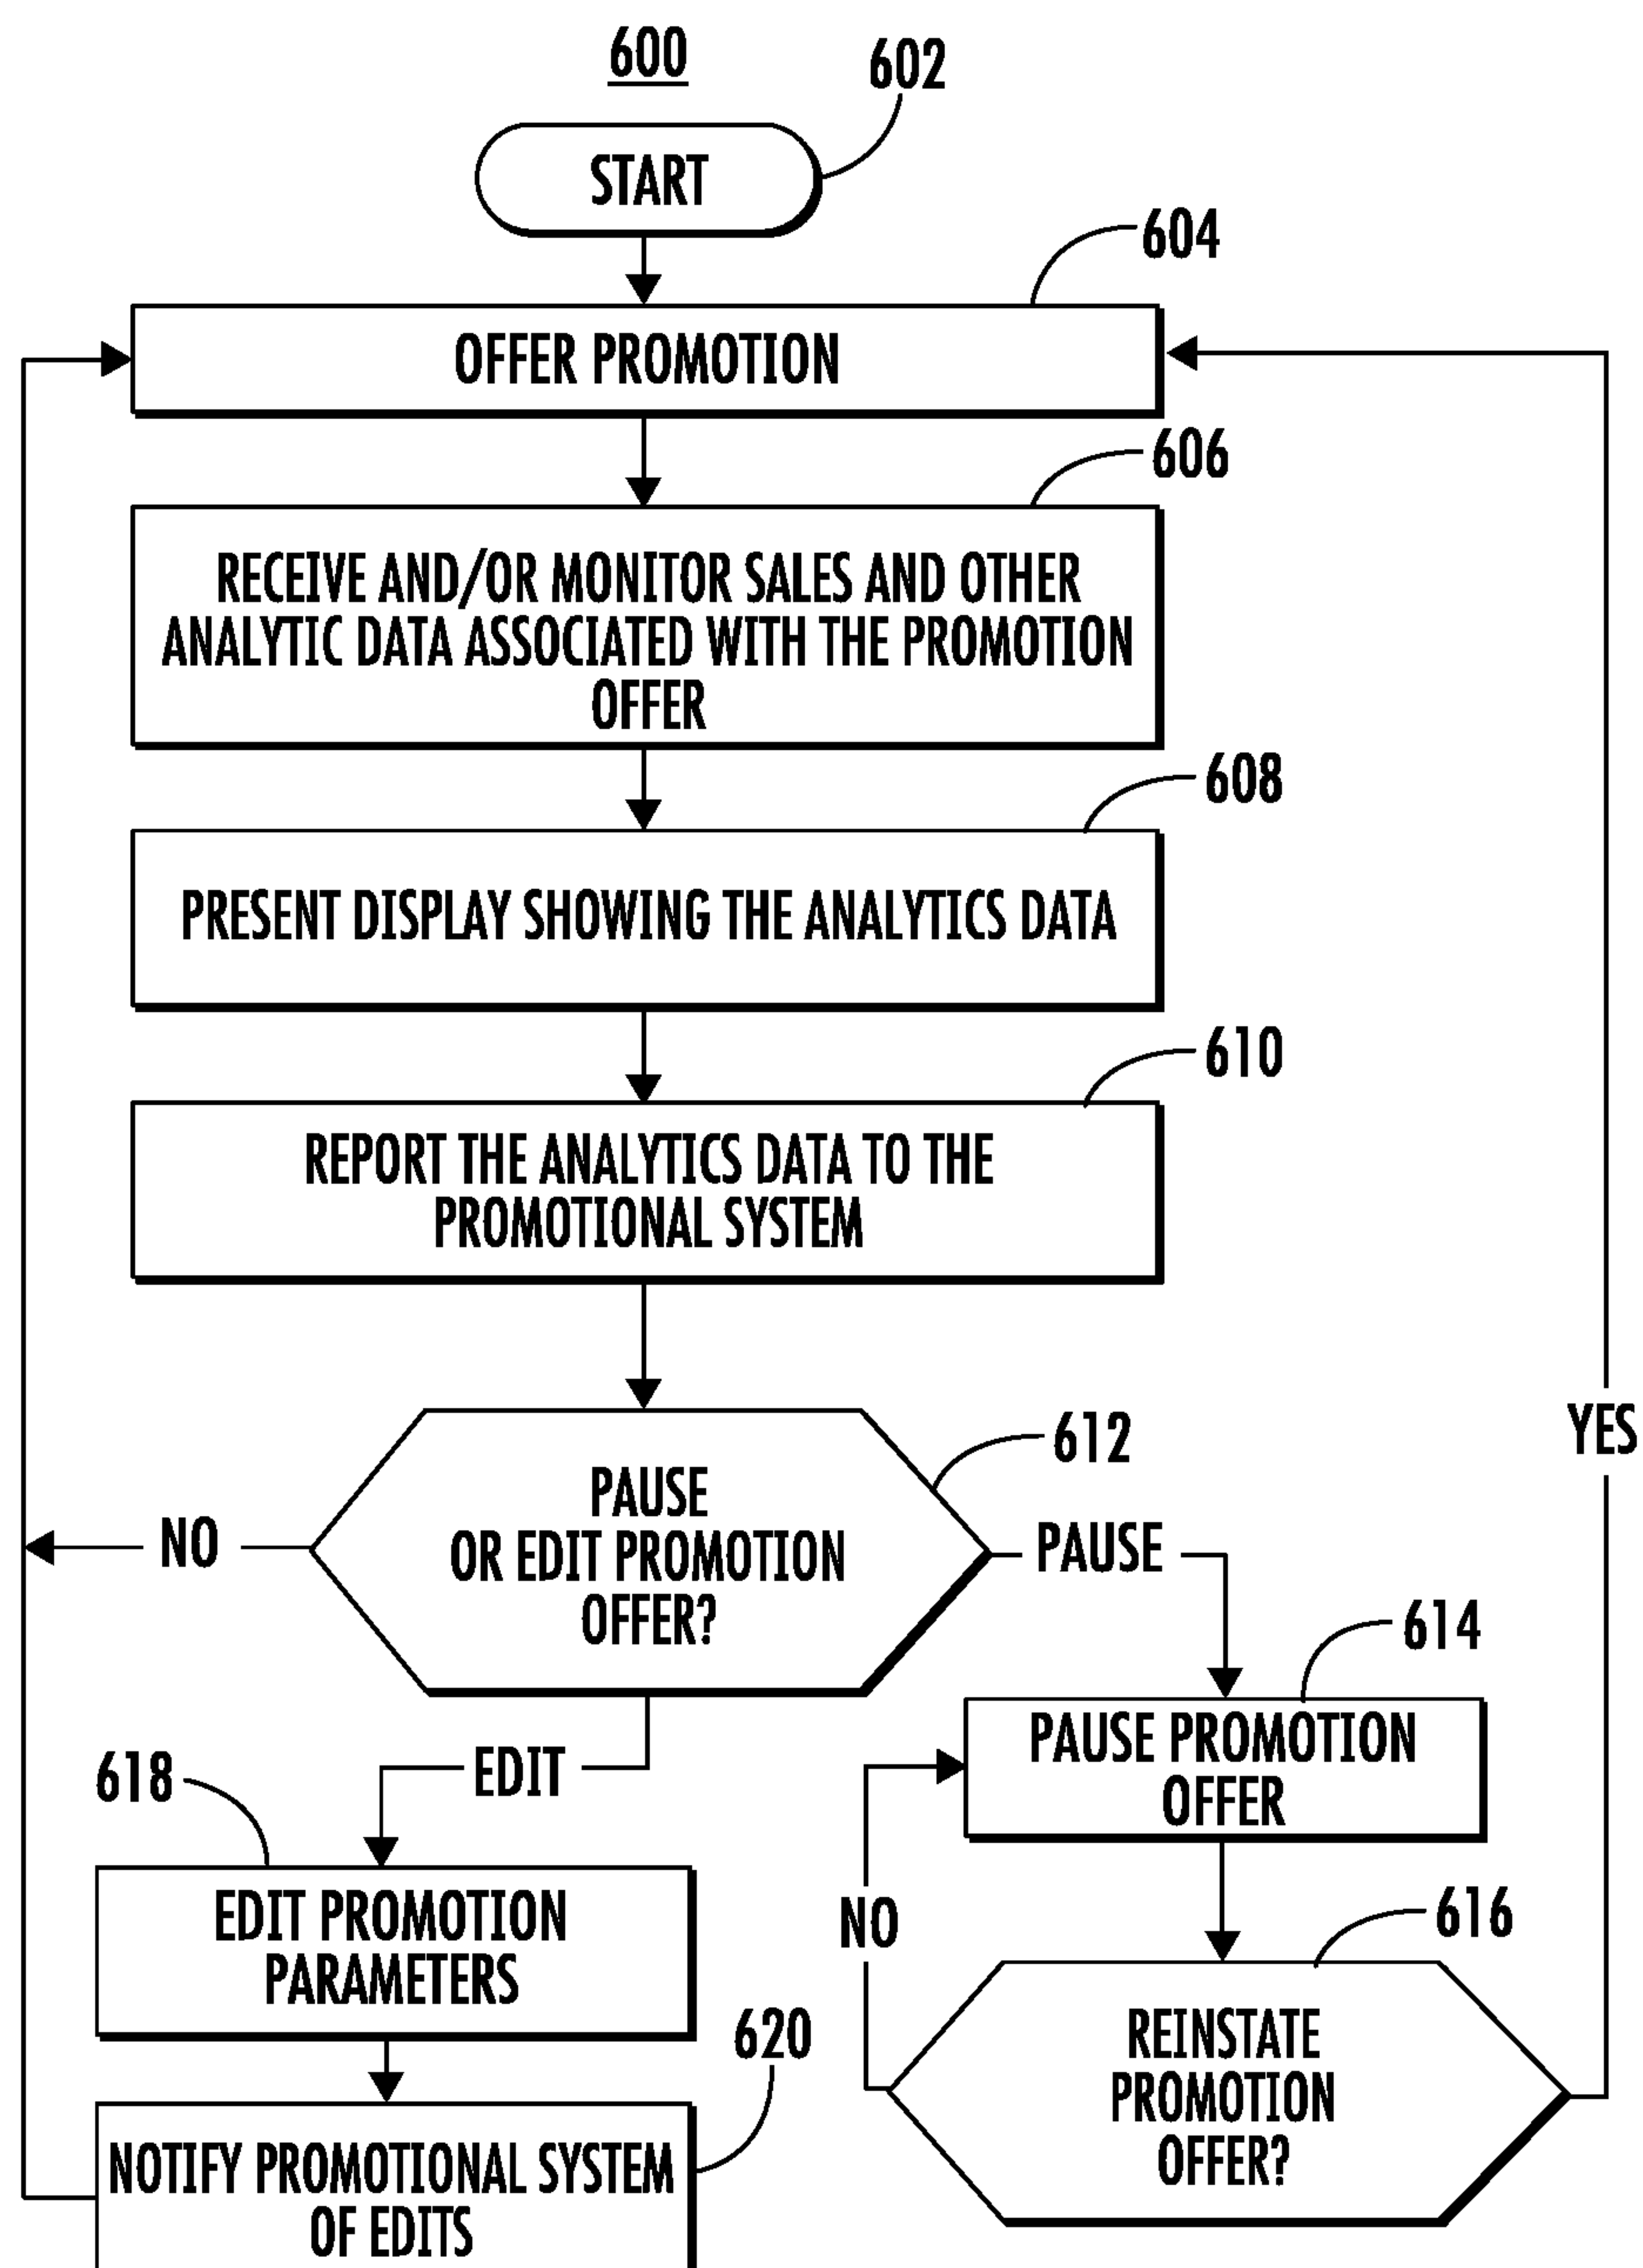 600
602
START
604
OFFER PROMOTION
606
RECEIVE AND/OR MONITOR SALES AND OTHER
ANALYTIC DATA ASSOCIATED WITH THE PROMOTION
OFFER
608
PRESENT DISPLAY SHOWING THE ANALYTICS DATA
610
REPORT THE ANALYTICS DATA TO THE
PROMOTIONAL SYSTEM
612
PAUSE
OR EDIT PROMOTION
OFFER?
NO
PAUSE
YES
614
PAUSE PROMOTION
OFFER
EDIT
618
EDIT PROMOTION
PARAMETERS
NO
616
REINSTATE
PROMOTION
OFFER?
620
NOTIFY PROMOTIONAL SYSTEM
OF EDITS